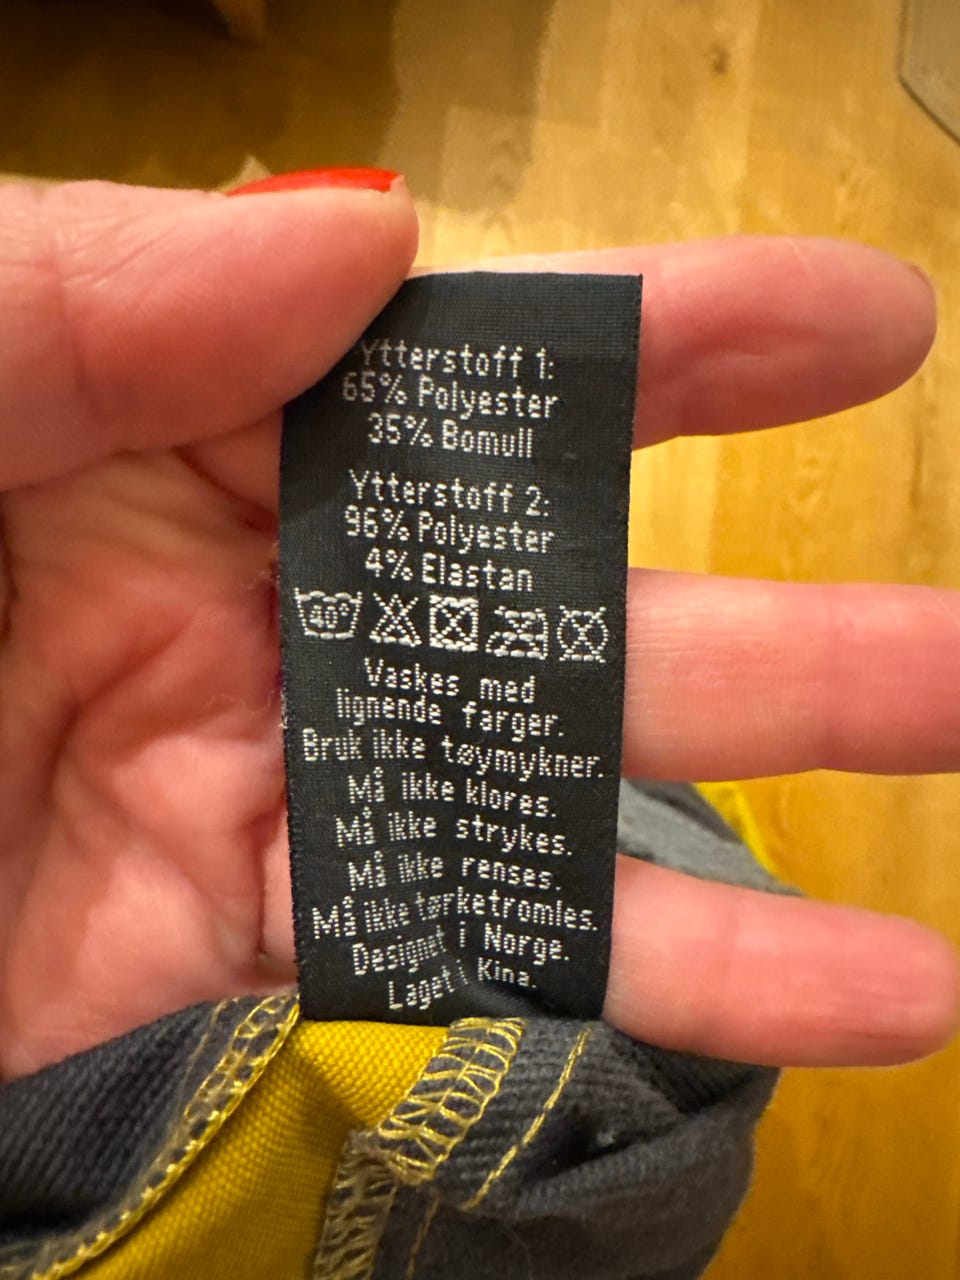 Ytterstoff 1:
65% Polyester
35% Bomull
Ytterstoff 2:
96% Polyester
4% Elastan
40°
Vaskes med
lignende farger.
Bruk ikke tøymykner.
Må ikke klores.
Må ikke strykes.
Må ikke renses.
Må ikke tørketromles.
Designet i Norge.
Laget i Kina.